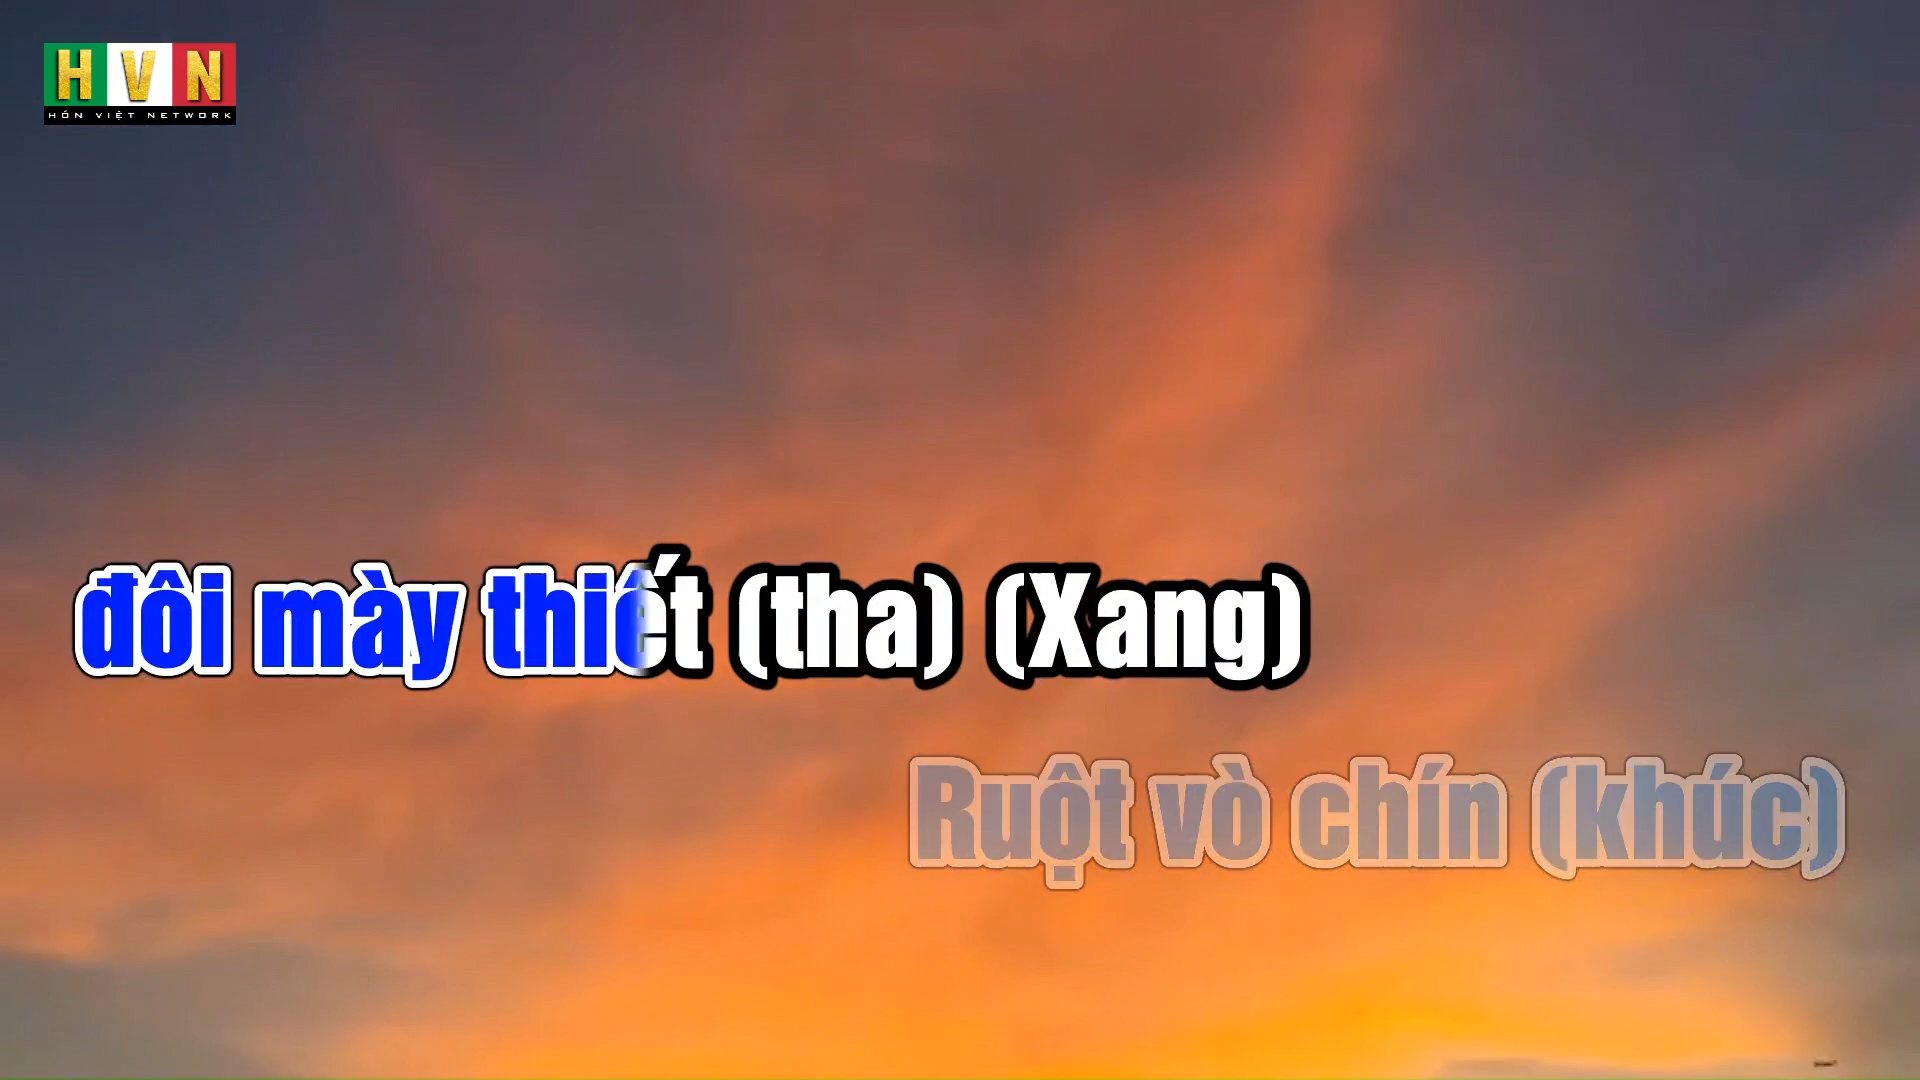 HVN
HỒN VIỆT NETWORK
đôi mày thiết (tha) (Xang)
Ruột vò chín (khúc)